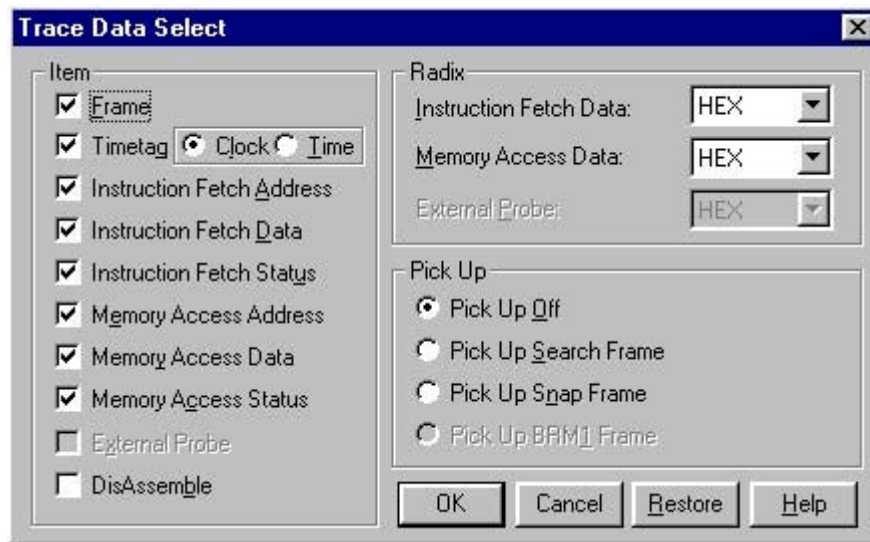 Trace Data Select
Item
Frame
Timetag Clock Time
Instruction Fetch Address
Instruction Fetch Data
Instruction Fetch Status
Memory Access Address
Memory Access Data
Memory Access Status
External Probe
DisAssemble
Radix
Instruction Fetch Data: HEX
Memory Access Data: HEX
External Probe: HEX
Pick Up
Pick Up Off
Pick Up Search Frame
Pick Up Snap Frame
Pick Up BRM1 Frame
OK Cancel Restore Help